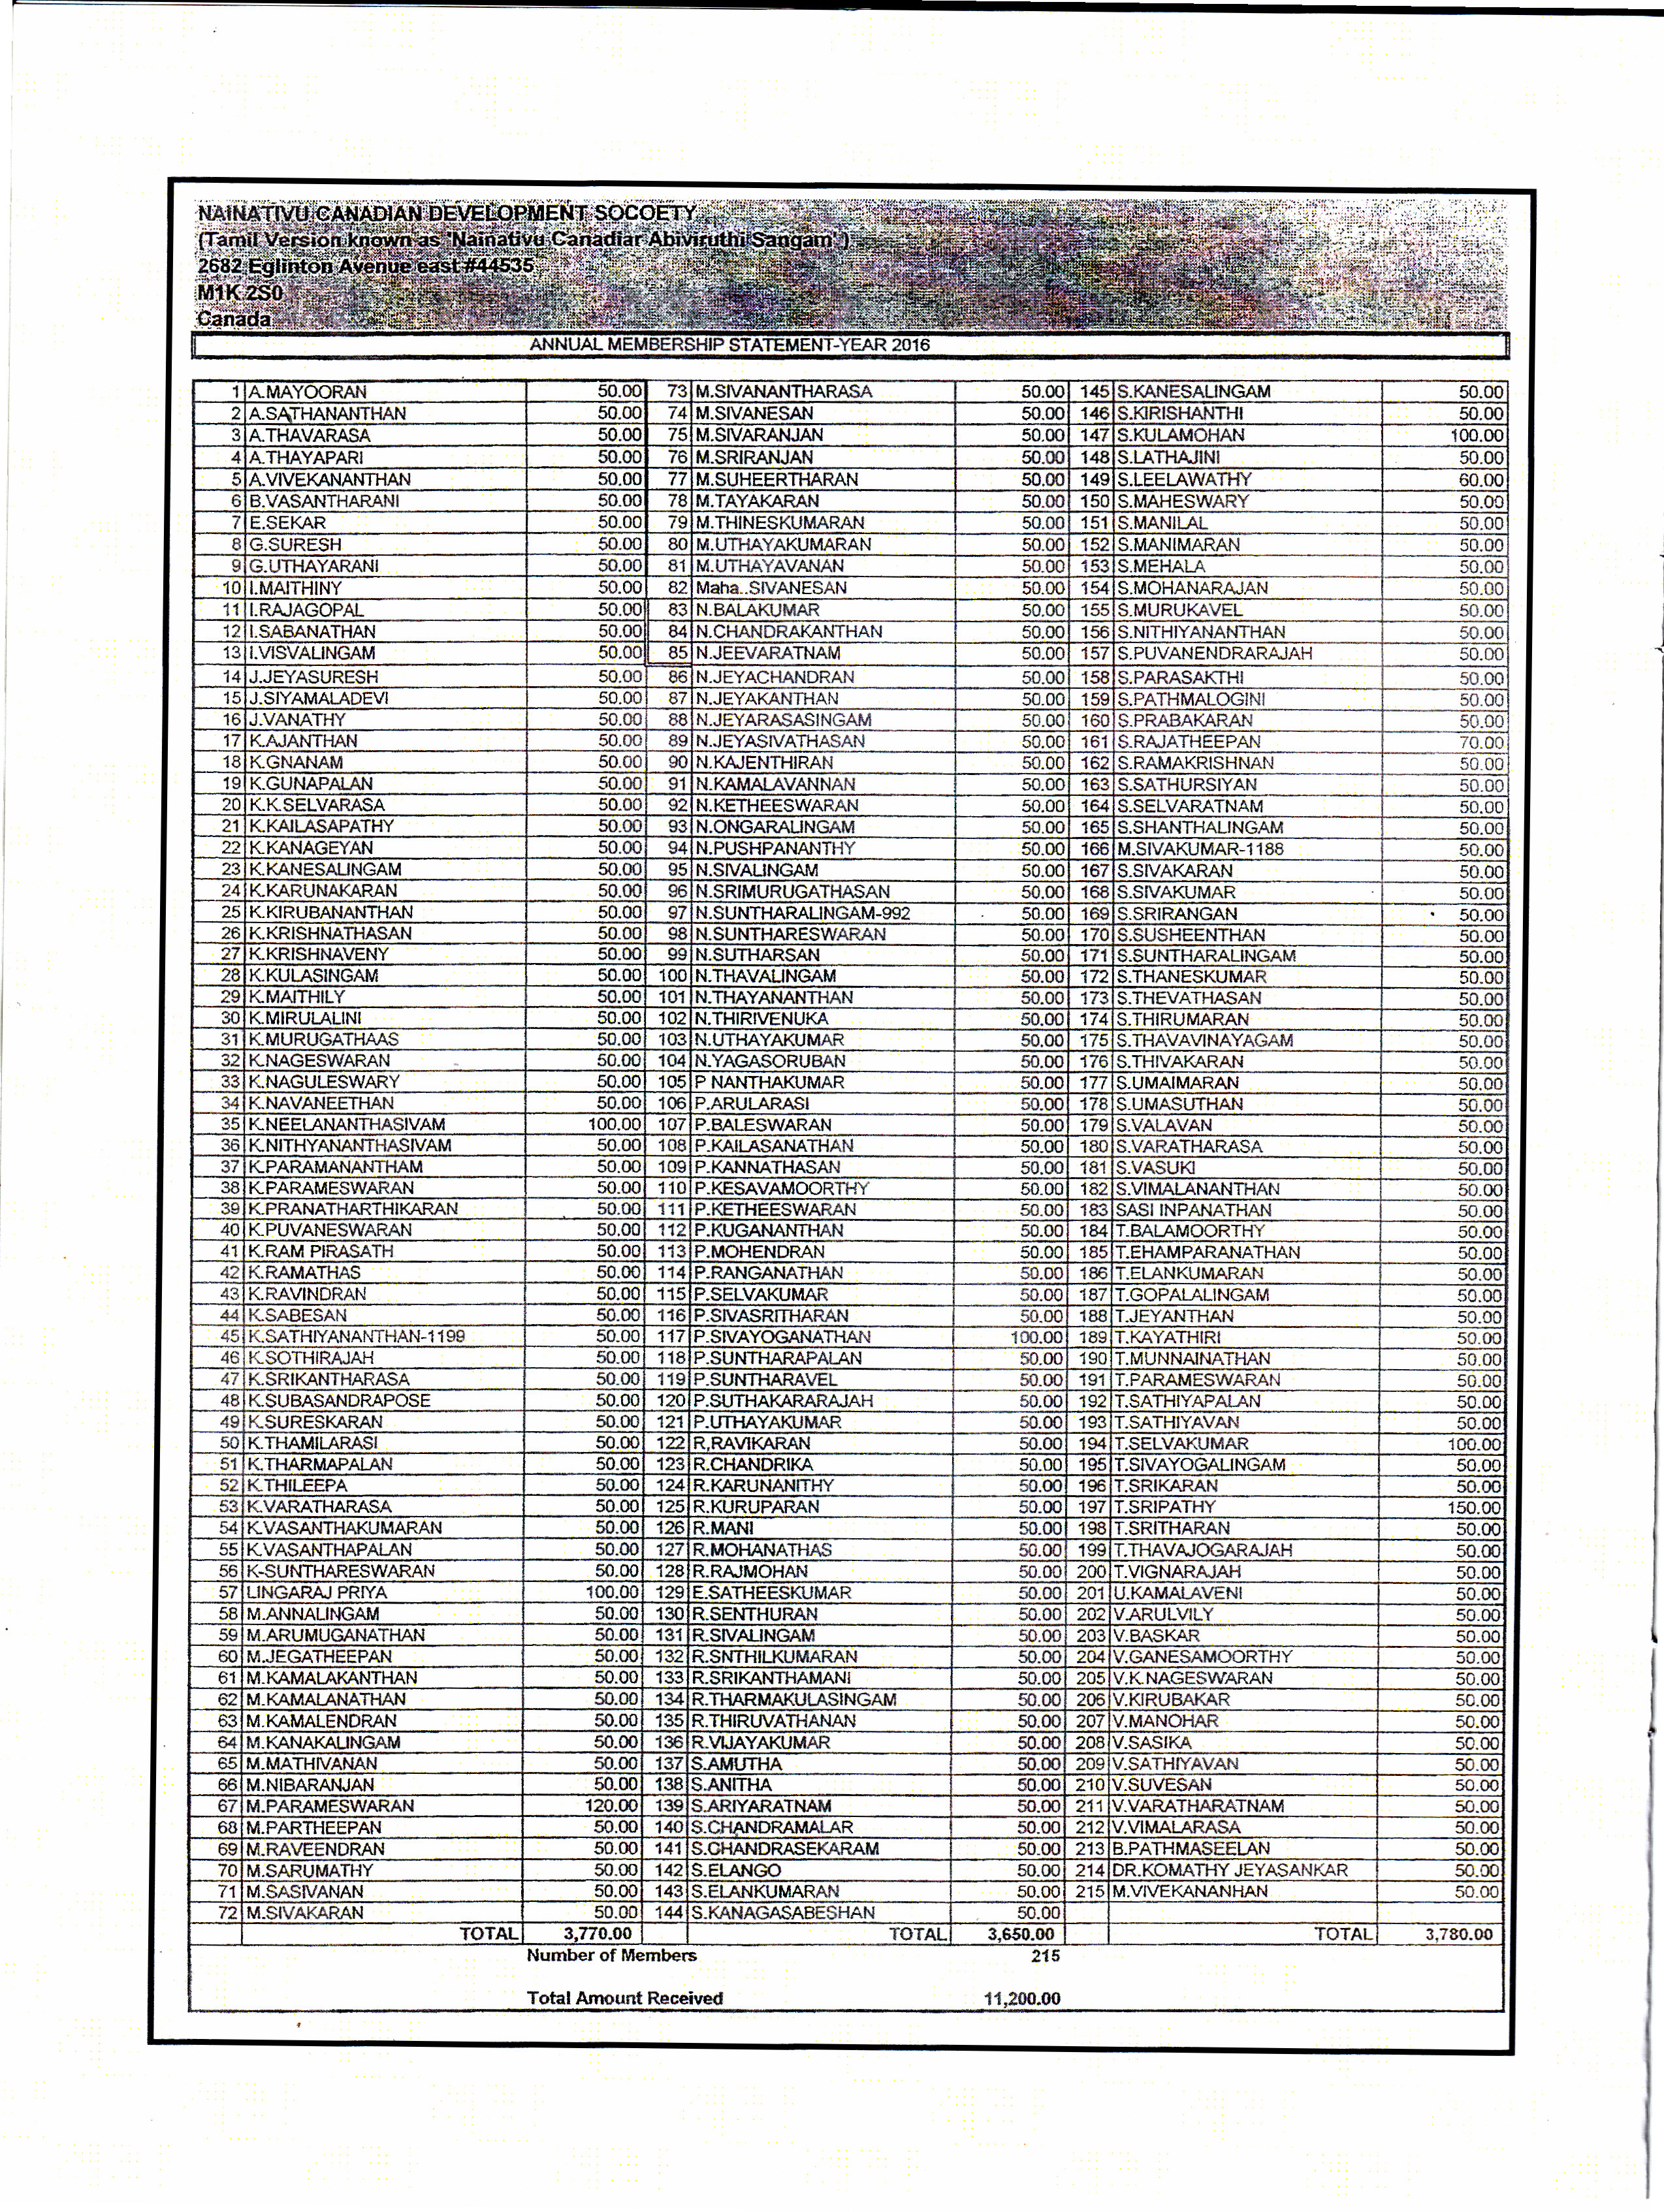 NAINATIVU CANADIAN DEVELOPMENT SOCOETY
(Tamil Version known as 'Nainativu Canadiar Abiviruthi Sangam')
2682 Eglinton Avenue east #44535
M1K 2S0
Canada
ANNUAL MEMBERSHIP STATEMENT-YEAR 2016
1 A.MAYOORAN 50.00 73 M.SIVANANTHARASA 50.00 145 S.KANESALINGAM 50.00
2 A.SATHANANTHAN 50.00 74 M.SIVANESAN 50.00 146 S.KIRISHANTHI 50.00
3 A.THAVARASA 50.00 75 M.SIVARANJAN 50.00 147 S.KULAMOHAN 100.00
4 A.THAYAPARI 50.00 76 M.SRIRANJAN 50.00 148 S.LATHAJINI 50.00
5 A.VIVEKANANTHAN 50.00 77 M.SUHEERTHARAN 50.00 149 S.LEELAWATHY 60.00
6 B.VASANTHARANI 50.00 78 M.TAYAKARAN 50.00 150 S.MAHESWARY 50.00
7 E.SEKAR 50.00 79 M.THINESKUMARAN 50.00 151 S.MANILAL 50.00
8 G.SURESH 50.00 80 M.UTHAYAKUMARAN 50.00 152 S.MANIMARAN 50.00
9 G.UTHAYARANI 50.00 81 M.UTHAYAVANAN 50.00 153 S.MEHALA 50.00
10 I.MAITHINY 50.00 82 Maha..SIVANESAN 50.00 154 S.MOHANARAJAN 50.00
11 I.RAJAGOPAL 50.00 83 N.BALAKUMAR 50.00 155 S.MURUKAVEL 50.00
12 I.SABANATHAN 50.00 84 N.CHANDRAKANTHAN 50.00 156 S.NITHIYANANTHAN 50.00
13 I.VISVALINGAM 50.00 85 N.JEEVARATNAM 50.00 157 S.PUVANENDRARAJAH 50.00
14 J.JEYASURESH 50.00 86 N.JEYACHANDRAN 50.00 158 S.PARASAKTHI 50.00
15 J.SIYAMALADEVI 50.00 87 N.JEYAKANTHAN 50.00 159 S.PATHMALOGINI 50.00
16 J.VANATHY 50.00 88 N.JEYARASASINGAM 50.00 160 S.PRABAKARAN 50.00
17 K.AJANTHAN 50.00 89 N.JEYASIVATHASAN 50.00 161 S.RAJATHEEPAN 70.00
18 K.GNANAM 50.00 90 N.KAJENTHIRAN 50.00 162 S.RAMAKRISHNAN 50.00
19 K.GUNAPALAN 50.00 91 N.KAMALAVANNAN 50.00 163 S.SATHURSIYAN 50.00
20 K.K.SELVARASA 50.00 92 N.KETHEESWARAN 50.00 164 S.SELVARATNAM 50.00
21 K.KAILASAPATHY 50.00 93 N.ONGARALINGAM 50.00 165 S.SHANTHALINGAM 50.00
22 K.KANAGEYAN 50.00 94 N.PUSHPANANTHY 50.00 166 M.SIVAKUMAR-1188 50.00
23 K.KANESALINGAM 50.00 95 N.SIVALINGAM 50.00 167 S.SIVAKARAN 50.00
24 K.KARUNAKARAN 50.00 96 N.SRIMURUGATHASAN 50.00 168 S.SIVAKUMAR 50.00
25 K.KIRUBANANTHAN 50.00 97 N.SUNTHARALINGAM-992 50.00 169 S.SRIRANGAN 50.00
26 K.KRISHNATHASAN 50.00 98 N.SUNTHARESWARAN 50.00 170 S.SUSHEENTHAN 50.00
27 K.KRISHNAVENY 50.00 99 N.SUTHARSAN 50.00 171 S.SUNTHARALINGAM 50.00
28 K.KULASINGAM 50.00 100 N.THAVALINGAM 50.00 172 S.THANESKUMAR 50.00
29 K.MAITHILY 50.00 101 N.THAYANANTHAN 50.00 173 S.THEVATHASAN 50.00
30 K.MIRULALINI 50.00 102 N.THIRIVENUKA 50.00 174 S.THIRUMARAN 50.00
31 K.MURUGATHAAS 50.00 103 N.UTHAYAKUMAR 50.00 175 S.THAVAVINAYAGAM 50.00
32 K.NAGESWARAN 50.00 104 N.YAGASORUBAN 50.00 176 S.THIVAKARAN 50.00
33 K.NAGULESWARY 50.00 105 P NANTHAKUMAR 50.00 177 S.UMAIMARAN 50.00
34 K.NAVANEETHAN 50.00 106 P.ARULARASI 50.00 178 S.UMASUTHAN 50.00
35 K.NEELANANTHASIVAM 100.00 107 P.BALESWARAN 50.00 179 S.VALAVAN 50.00
36 K.NITHYANANTHASIVAM 50.00 108 P.KAILASANATHAN 50.00 180 S.VARATHARASA 50.00
37 K.PARAMANANTHAM 50.00 109 P.KANNATHASAN 50.00 181 S.VASUKI 50.00
38 K.PARAMESWARAN 50.00 110 P.KESAVAMOORTHY 50.00 182 S.VIMALANANTHAN 50.00
39 K.PRANATHARTHIKARAN 50.00 111 P.KETHEESWARAN 50.00 183 SASI INPANATHAN 50.00
40 K.PUVANESWARAN 50.00 112 P.KUGANANTHAN 50.00 184 T.BALAMOORTHY 50.00
41 K.RAM PIRASATH 50.00 113 P.MOHENDRAN 50.00 185 T.EHAMPARANATHAN 50.00
42 K.RAMATHAS 50.00 114 P.RANGANATHAN 50.00 186 T.ELANKUMARAN 50.00
43 K.RAVINDRAN 50.00 115 P.SELVAKUMAR 50.00 187 T.GOPALALINGAM 50.00
44 K.SABESAN 50.00 116 P.SIVASRITHARAN 50.00 188 T.JEYANTHAN 50.00
45 K.SATHIYANANTHAN-1199 50.00 117 P.SIVAYOGANATHAN 100.00 189 T.KAYATHIRI 50.00
46 K.SOTHIRAJAH 50.00 118 P.SUNTHARAPALAN 50.00 190 T.MUNNAINATHAN 50.00
47 K.SRIKANTHARASA 50.00 119 P.SUNTHARAVEL 50.00 191 T.PARAMESWARAN 50.00
48 K.SUBASANDRAPOSE 50.00 120 P.SUTHAKARARAJAH 50.00 192 T.SATHIYAPALAN 50.00
49 K.SURESKARAN 50.00 121 P.UTHAYAKUMAR 50.00 193 T.SATHIYAVAN 50.00
50 K.THAMILARASI 50.00 122 R,RAVIKARAN 50.00 194 T.SELVAKUMAR 100.00
51 K.THARMAPALAN 50.00 123 R.CHANDRIKA 50.00 195 T.SIVAYOGALINGAM 50.00
52 K.THILEEPA 50.00 124 R.KARUNANITHY 50.00 196 T.SRIKARAN 50.00
53 K.VARATHARASA 50.00 125 R.KURUPARAN 50.00 197 T.SRIPATHY 150.00
54 K.VASANTHAKUMARAN 50.00 126 R.MANI 50.00 198 T.SRITHARAN 50.00
55 K.VASANTHAPALAN 50.00 127 R.MOHANATHAS 50.00 199 T.THAVAJOGARAJAH 50.00
56 K-SUNTHARESWARAN 50.00 128 R.RAJMOHAN 50.00 200 T.VIGNARAJAH 50.00
57 LINGARAJ PRIYA 100.00 129 E.SATHEESKUMAR 50.00 201 U.KAMALAVENI 50.00
58 M.ANNALINGAM 50.00 130 R.SENTHURAN 50.00 202 V.ARULVILY 50.00
59 M.ARUMUGANATHAN 50.00 131 R.SIVALINGAM 50.00 203 V.BASKAR 50.00
60 M.JEGATHEEPAN 50.00 132 R.SNTHILKUMARAN 50.00 204 V.GANESAMOORTHY 50.00
61 M.KAMALAKANTHAN 50.00 133 R.SRIKANTHAMANI 50.00 205 V.K.NAGESWARAN 50.00
62 M.KAMALANATHAN 50.00 134 R.THARMAKULASINGAM 50.00 206 V.KIRUBAKAR 50.00
63 M.KAMALENDRAN 50.00 135 R.THIRUVATHANAN 50.00 207 V.MANOHAR 50.00
64 M.KANAKALINGAM 50.00 136 R.VIJAYAKUMAR 50.00 208 V.SASIKA 50.00
65 M.MATHIVANAN 50.00 137 S.AMUTHA 50.00 209 V.SATHIYAVAN 50.00
66 M.NIBARANJAN 50.00 138 S.ANITHA 50.00 210 V.SUVESAN 50.00
67 M.PARAMESWARAN 120.00 139 S.ARIYARATNAM 50.00 211 V.VARATHARATNAM 50.00
68 M.PARTHEEPAN 50.00 140 S.CHANDRAMALAR 50.00 212 V.VIMALARASA 50.00
69 M.RAVEENDRAN 50.00 141 S.CHANDRASEKARAM 50.00 213 B.PATHMASEELAN 50.00
70 M.SARUMATHY 50.00 142 S.ELANGO 50.00 214 DR.KOMATHY JEYASANKAR 50.00
71 M.SASIVANAN 50.00 143 S.ELANKUMARAN 50.00 215 M.VIVEKANANHAN 50.00
72 M.SIVAKARAN 50.00 144 S.KANAGASABESHAN 50.00
TOTAL 3,770.00 TOTAL 3,650.00 TOTAL 3,780.00
Number of Members 215
Total Amount Received 11,200.00